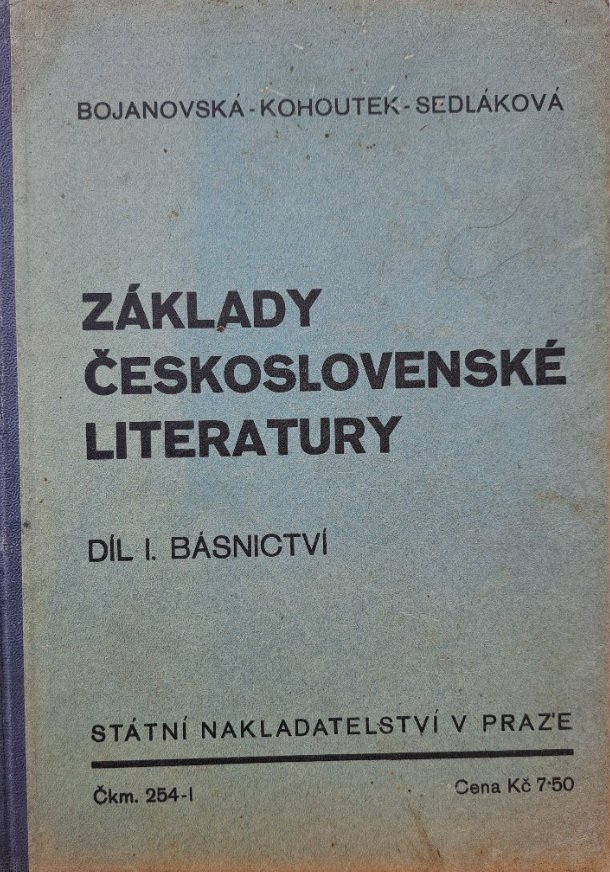 BOJANOVSKÁ-KOHOUTEK-SEDLÁKOVÁ
ZÁKLADY
ČESKOSLOVENSKÉ
LITERATURY
DÍL I. BÁSNICTVÍ
STÁTNÍ NAKLADATELSTVÍ V PRAZE
Čkm. 254-I
Cena Kč 7·50